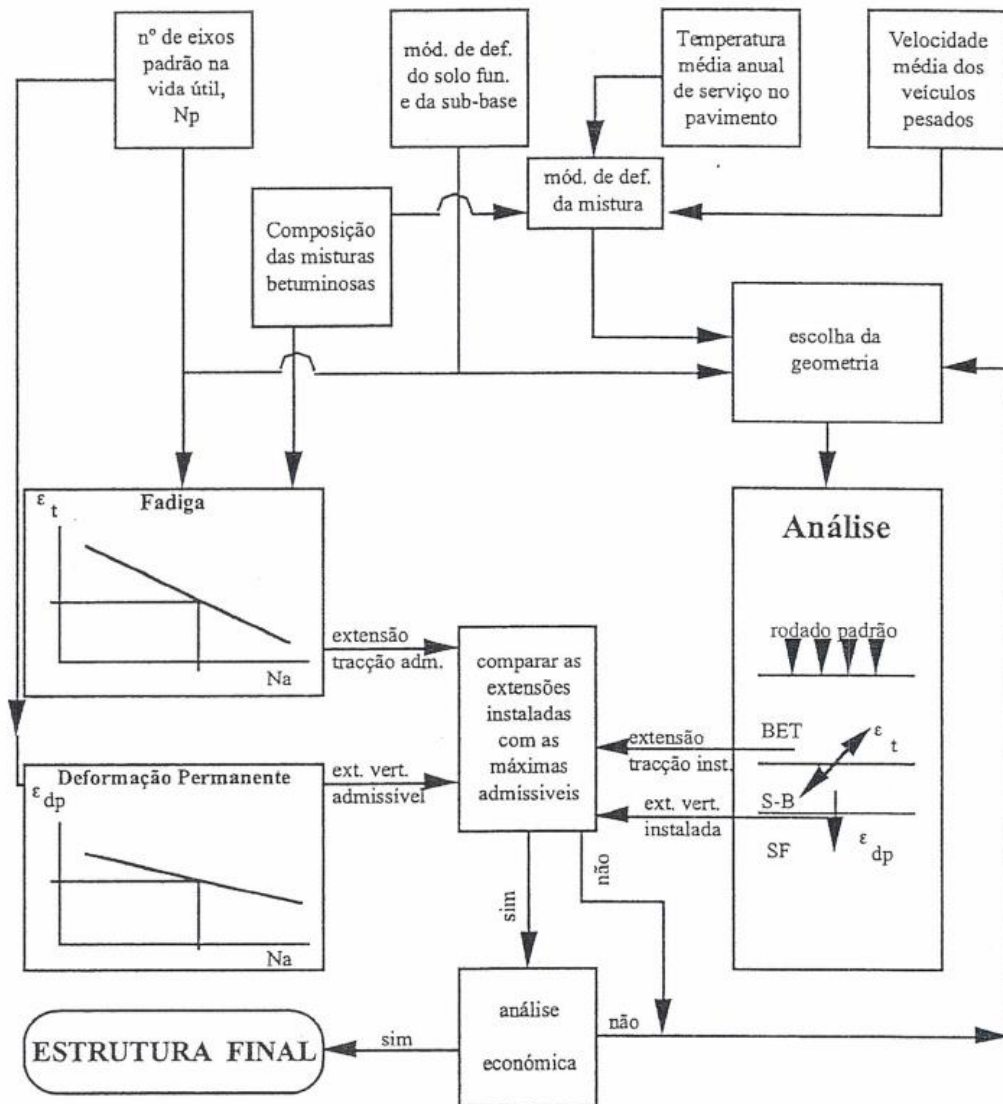 nº de eixos
padrão na
vida útil,
Np
mód. de def.
do solo fun.
e da sub-base
Temperatura
média anual
de serviço no
pavimento
Velocidade
média dos
veículos
pesados
mód. de def.
da mistura
Composição
das misturas
betuminosas
escolha da
geometria
Fadiga
ε t
Na
extensão
tracção adm.
Deformação Permanente
ε dp
Na
ext. vert.
admissível
comparar as
extensões
instaladas
com as
máximas
admissiveis
Análise
rodado padrão
BET
ε t
S-B
SF
ε dp
extensão
tracção inst.
ext. vert.
instalada
sim
não
análise
económica
não
sim
ESTRUTURA FINAL